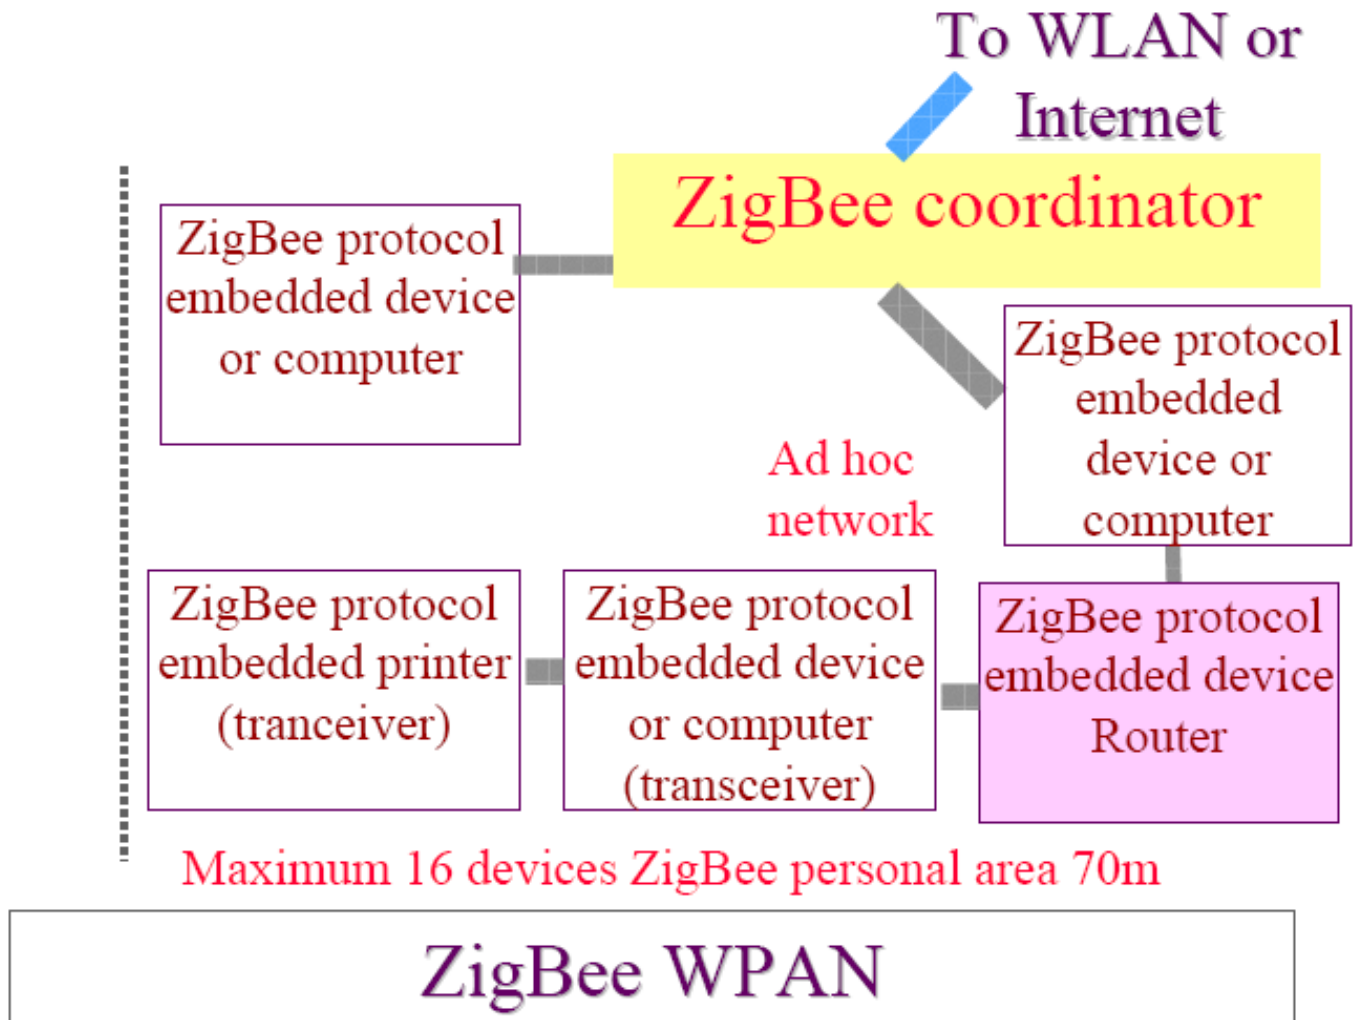 To WLAN or
Internet
ZigBee coordinator
ZigBee protocol
embedded device
or computer
ZigBee protocol
embedded
device or
computer
Ad hoc
network
ZigBee protocol
embedded printer
(tranceiver)
ZigBee protocol
embedded device
or computer
(transceiver)
ZigBee protocol
embedded device
Router
Maximum 16 devices ZigBee personal area 70m
ZigBee WPAN